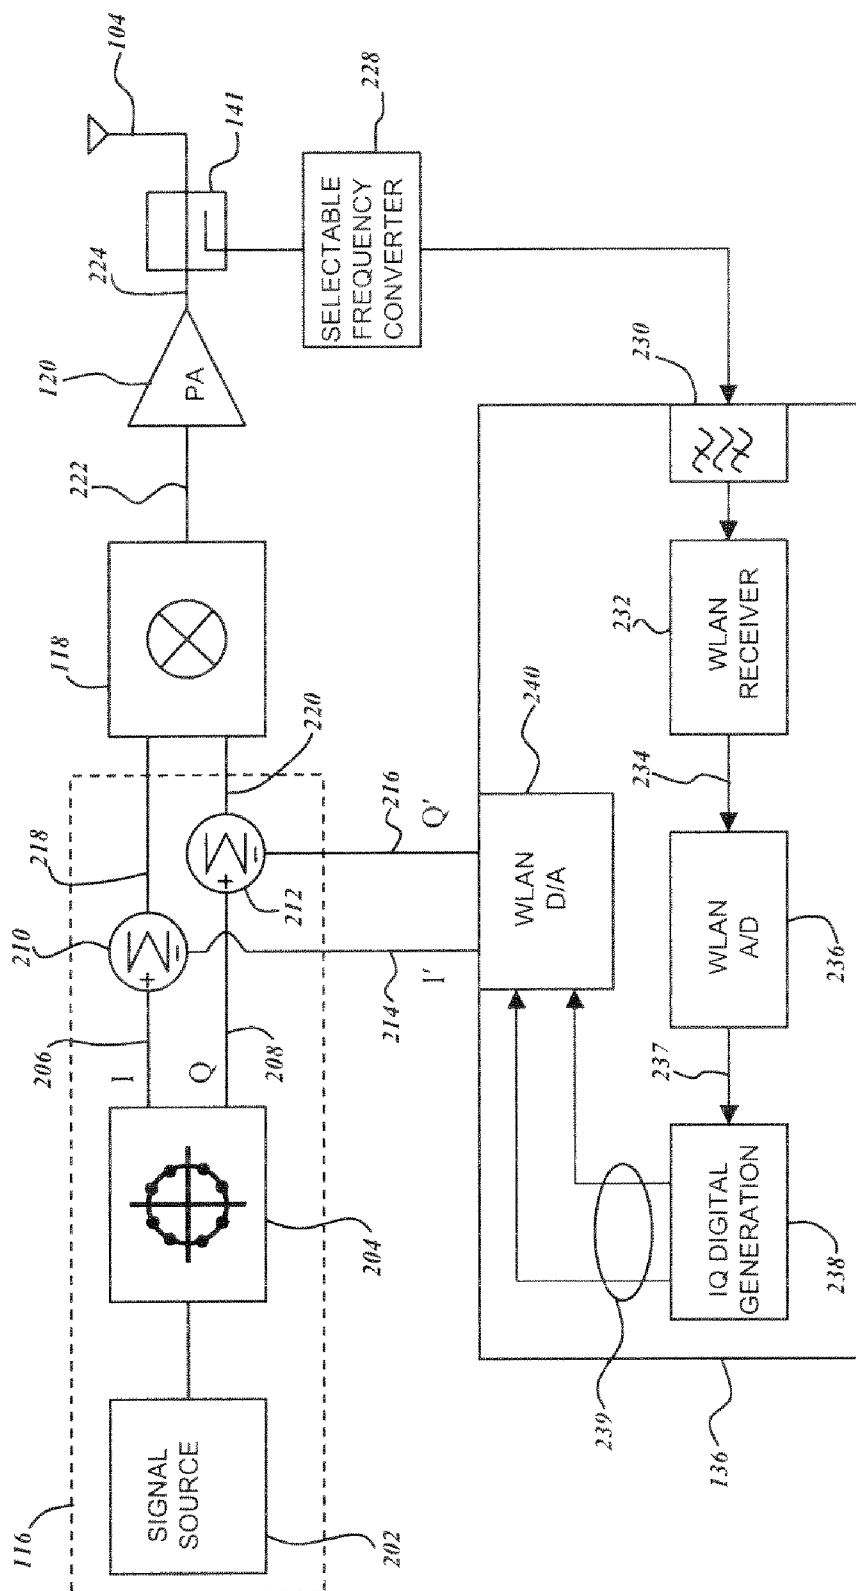 116
SIGNAL
SOURCE
202
204
206
I
Q
208
210
+
Σ
-
218
+
Σ
-
212
220
214
I′
216
Q′
118
222
120
PA
224
104
141
SELECTABLE
FREQUENCY
CONVERTER
228
230
WLAN
RECEIVER
232
234
WLAN
A/D
236
237
IQ DIGITAL
GENERATION
238
239
WLAN
D/A
240
136